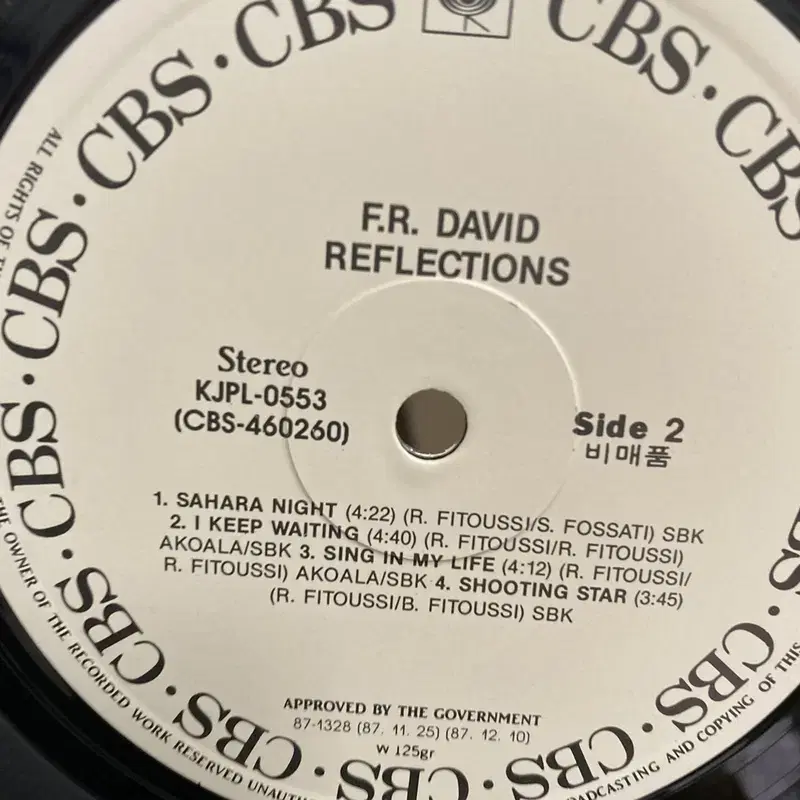 CBS · CBS · CBS · CBS · CBS · CBS · CBS · CBS · CBS · CBS · CBS
F.R. DAVID
REFLECTIONS
Stereo
KJPL-0553
(CBS-460260)
Side 2
비매품
1. SAHARA NIGHT (4:22) (R. FITOUSSI/S. FOSSATI) SBK
2. I KEEP WAITING (4:40) (R. FITOUSSI/R. FITOUSSI)
AKOALA/SBK 3. SING IN MY LIFE (4:12) (R. FITOUSSI/
R. FITOUSSI) AKOALA/SBK 4. SHOOTING STAR (3:45)
(R. FITOUSSI/B. FITOUSSI) SBK
APPROVED BY THE GOVERNMENT
87-1328 (87. 11. 25) (87. 12. 10)
W 125gr
ALL RIGHTS OF
THE OWNER OF THE RECORDED WORK RESERVED
AND COPYING OF THIS